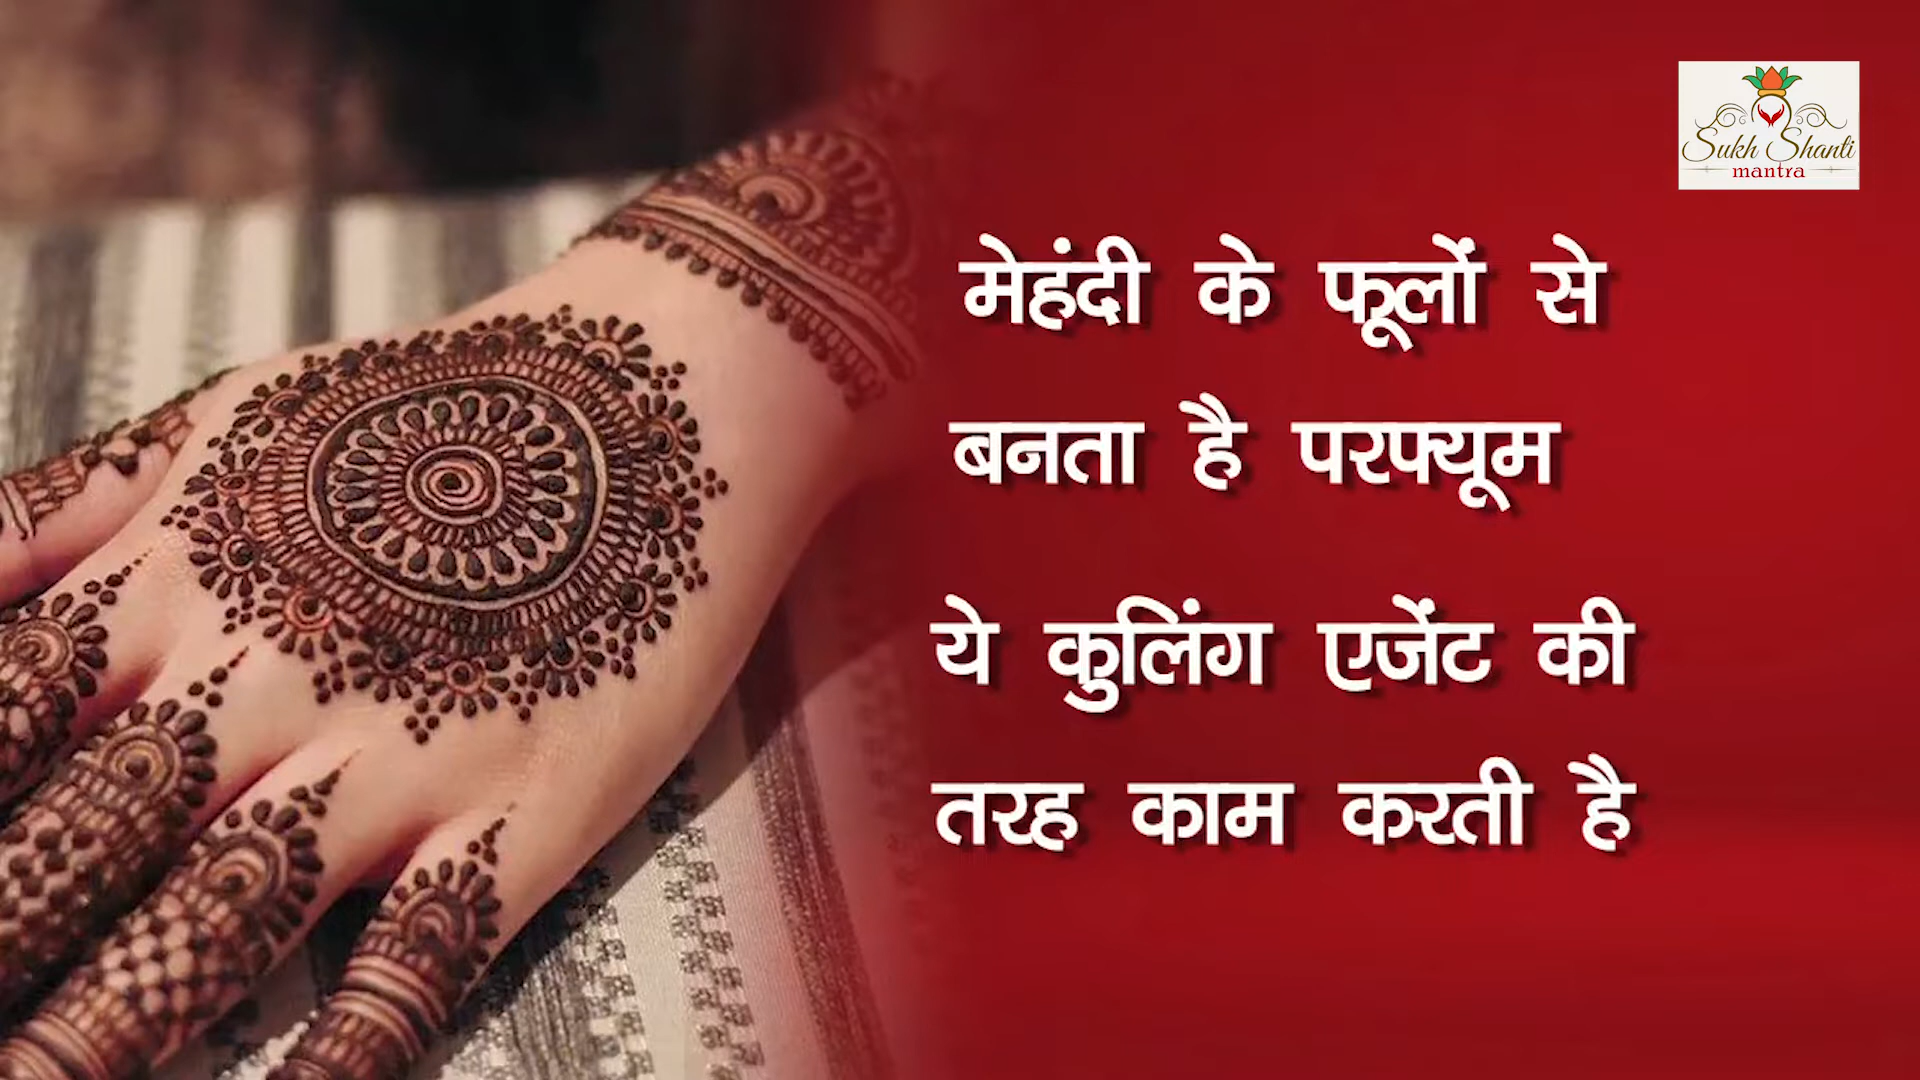 Sukh Shanti
mantra
मेहंदी के फूलों से
बनता है परफ्यूम
ये कुलिंग एजेंट की
तरह काम करती है